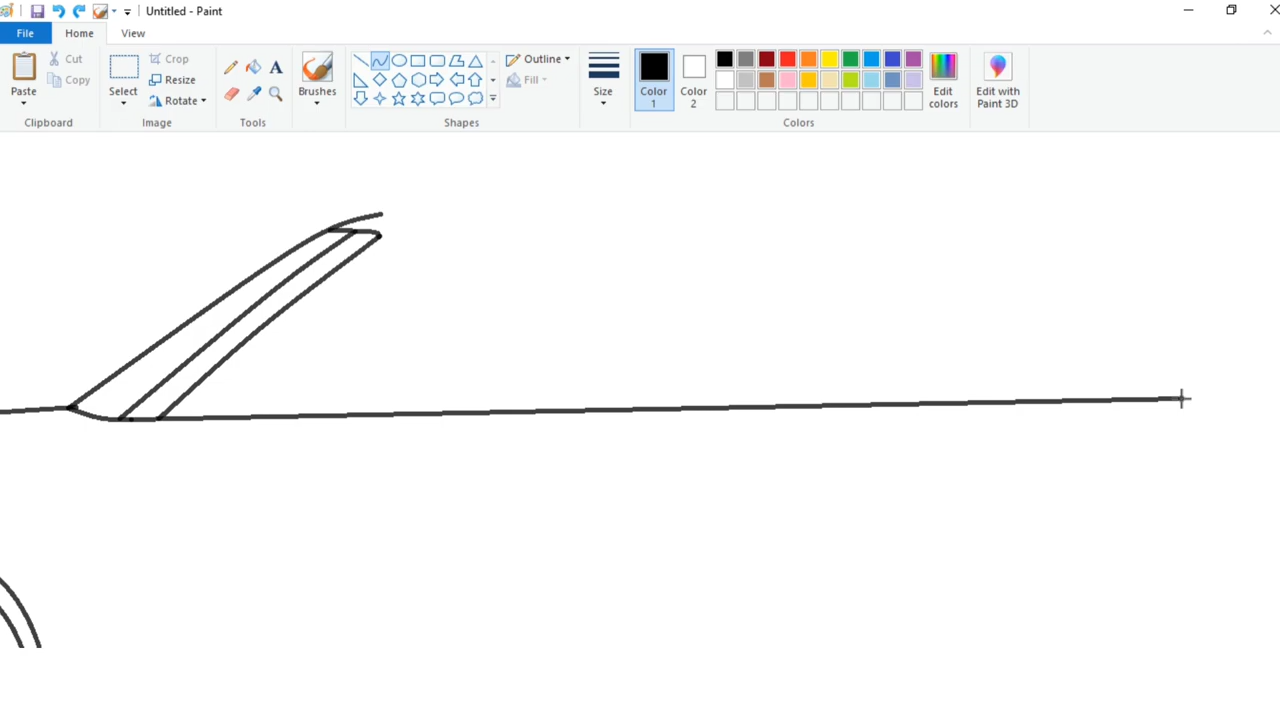 Untitled - Paint
File Home View
Paste
Cut
Copy
Clipboard
Select
Crop
Resize
Rotate
Image
A
Tools
Brushes
Outline
Fill
Shapes
Size
Color 1
Color 2
Edit colors
Colors
Edit with Paint 3D